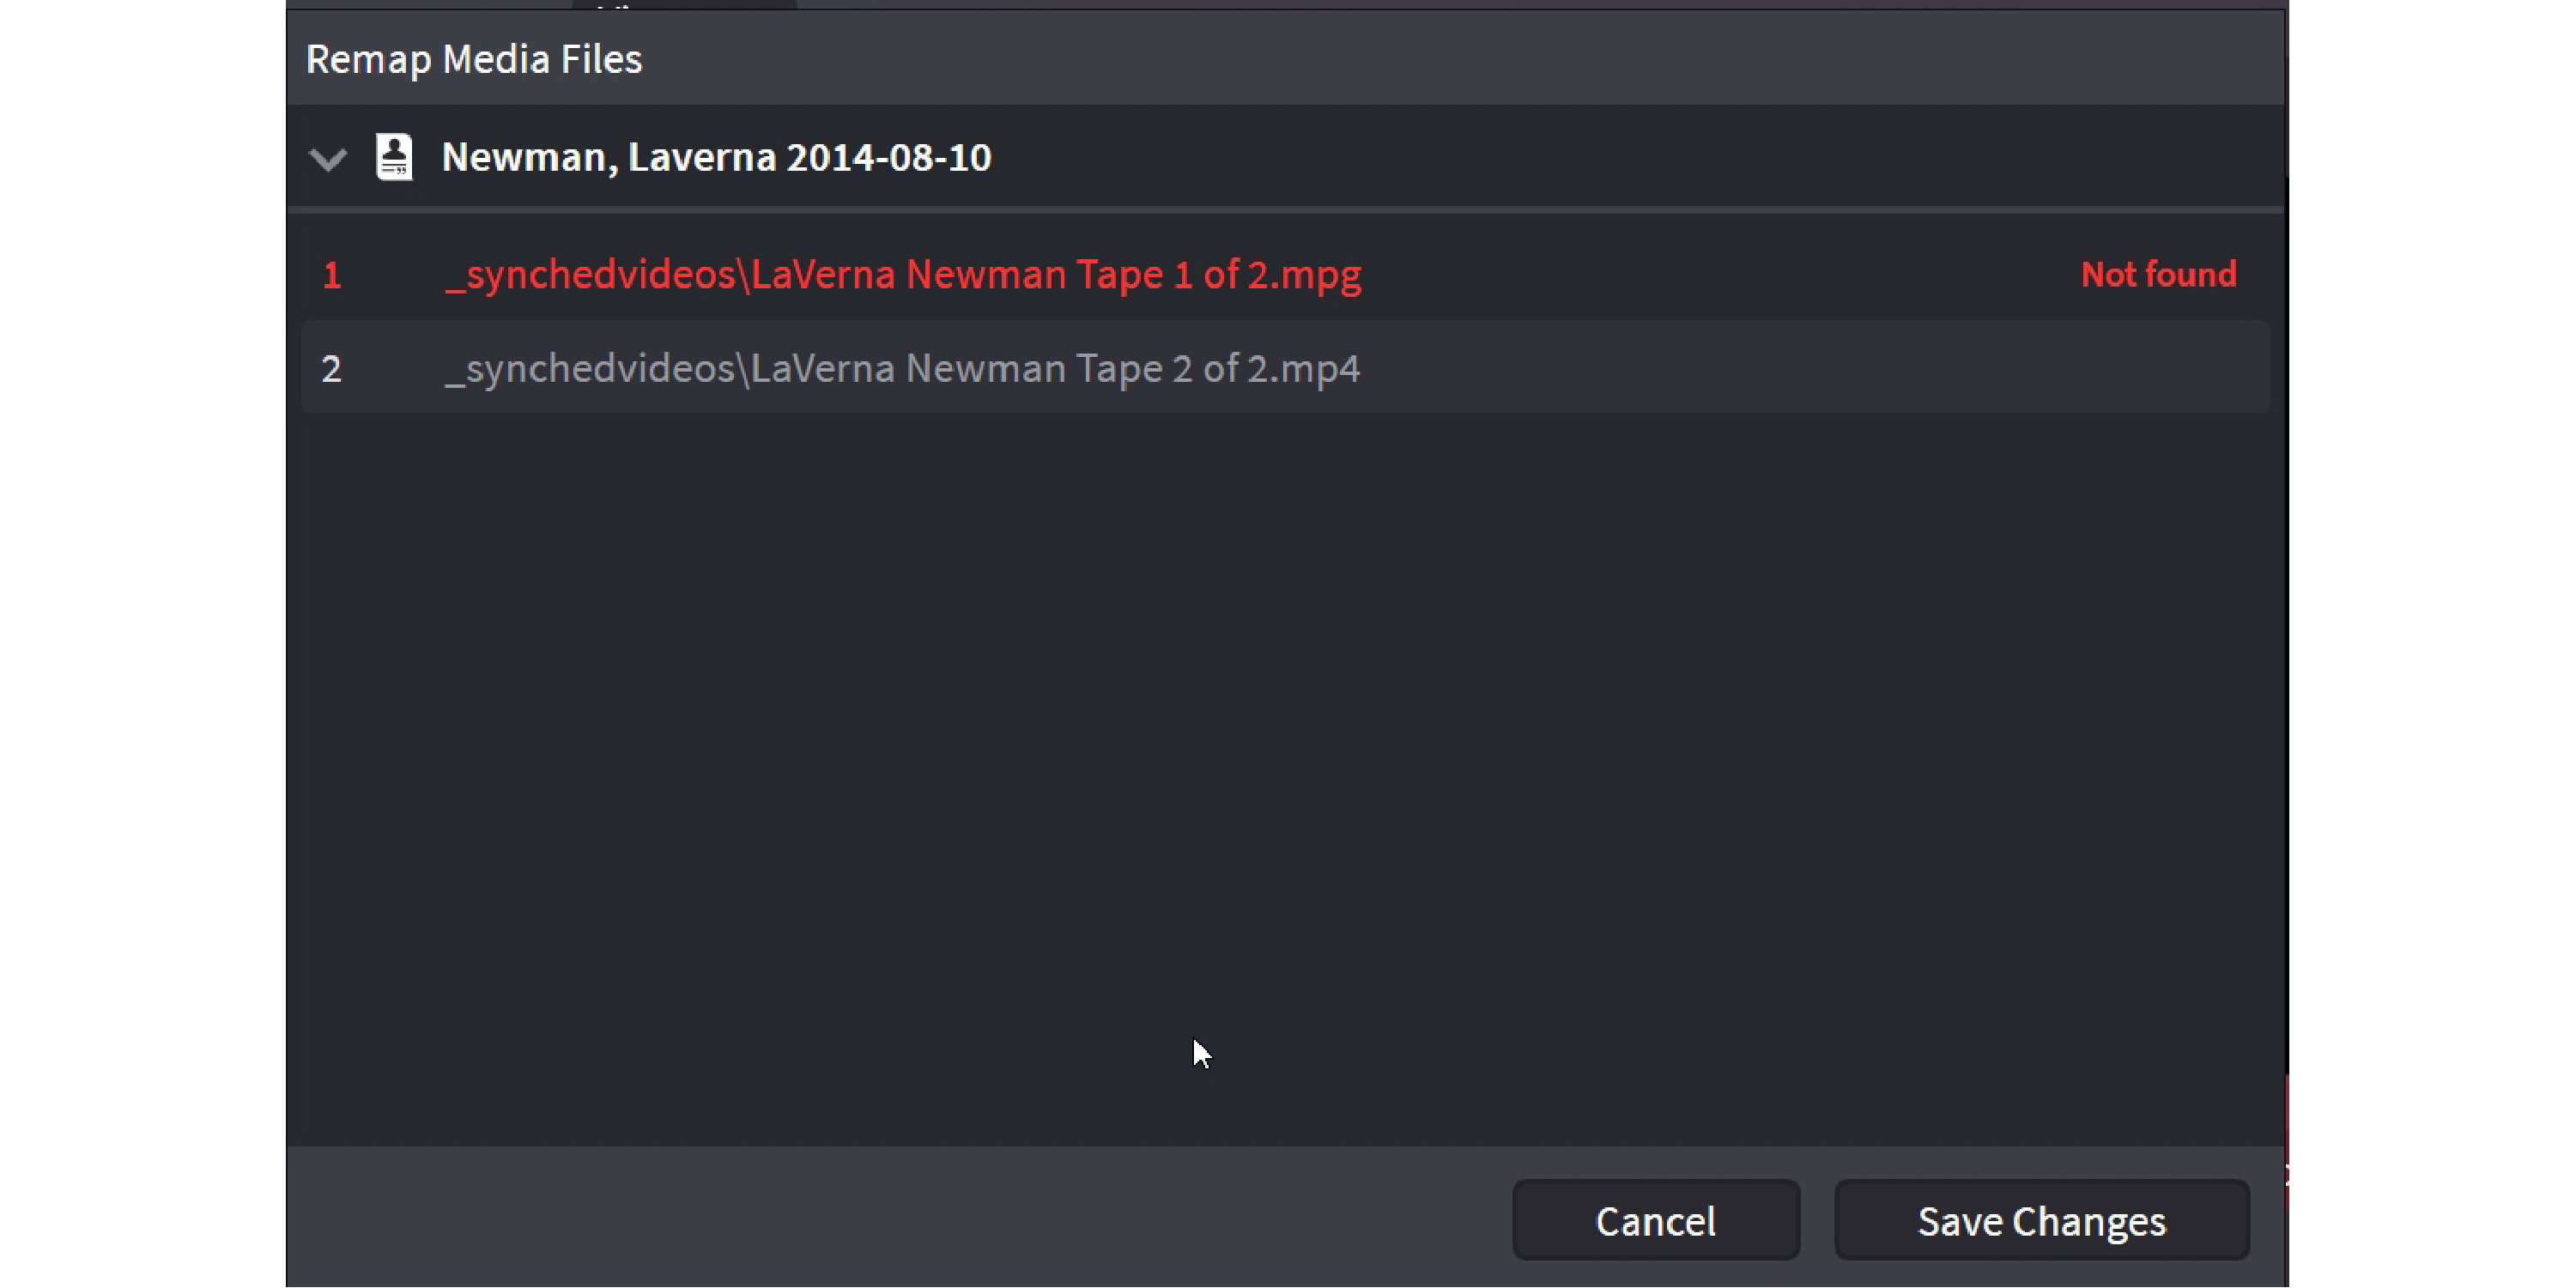 Remap Media Files
Newman, Laverna 2014-08-10
1 _synchedvideos\LaVerna Newman Tape 1 of 2.mpg Not found
2 _synchedvideos\LaVerna Newman Tape 2 of 2.mp4
Cancel Save Changes